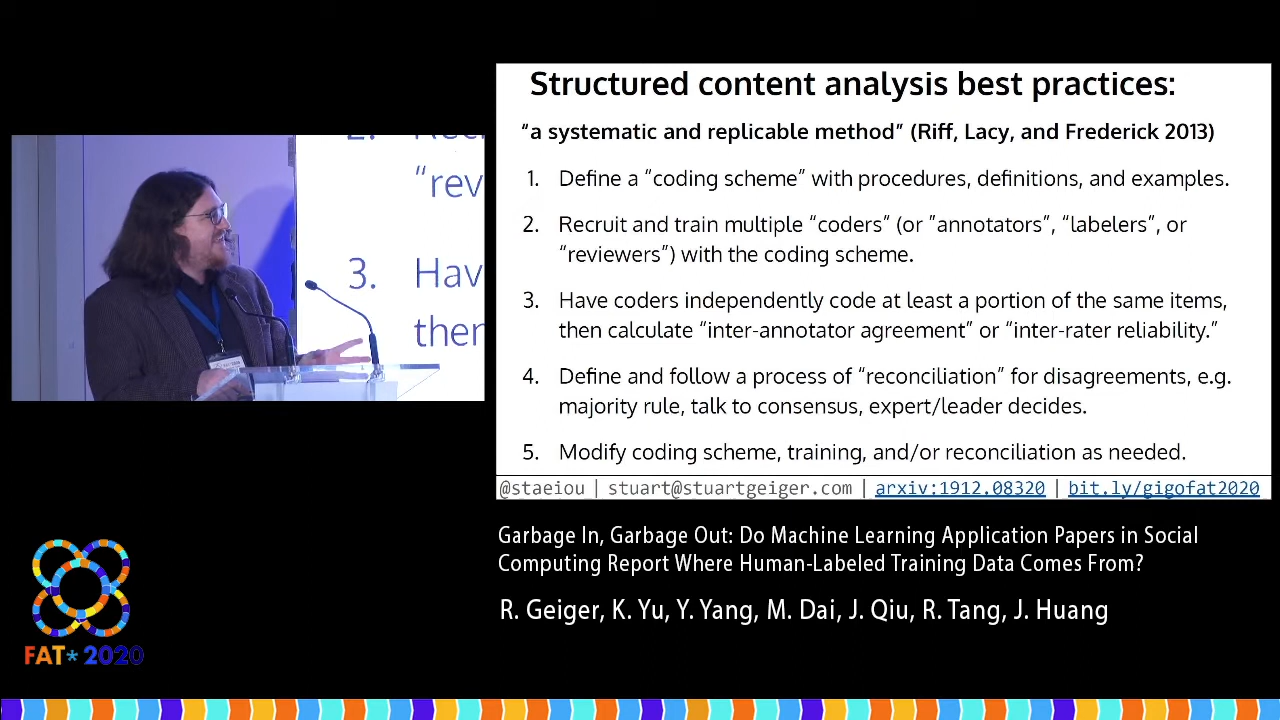 Structured content analysis best practices:
"a systematic and replicable method" (Riff, Lacy, and Frederick 2013)
1. Define a "coding scheme" with procedures, definitions, and examples.
2. Recruit and train multiple "coders" (or "annotators", "labelers", or
"reviewers") with the coding scheme.
3. Have coders independently code at least a portion of the same items,
then calculate "inter-annotator agreement" or "inter-rater reliability."
4. Define and follow a process of "reconciliation" for disagreements, e.g.
majority rule, talk to consensus, expert/leader decides.
5. Modify coding scheme, training, and/or reconciliation as needed.
@staeiou | stuart@stuartgeiger.com | arxiv:1912.08320 | bit.ly/gigofat2020
"rev
3. Hav
then
Garbage In, Garbage Out: Do Machine Learning Application Papers in Social
Computing Report Where Human-Labeled Training Data Comes From?
R. Geiger, K. Yu, Y. Yang, M. Dai, J. Qiu, R. Tang, J. Huang
FAT* 2020